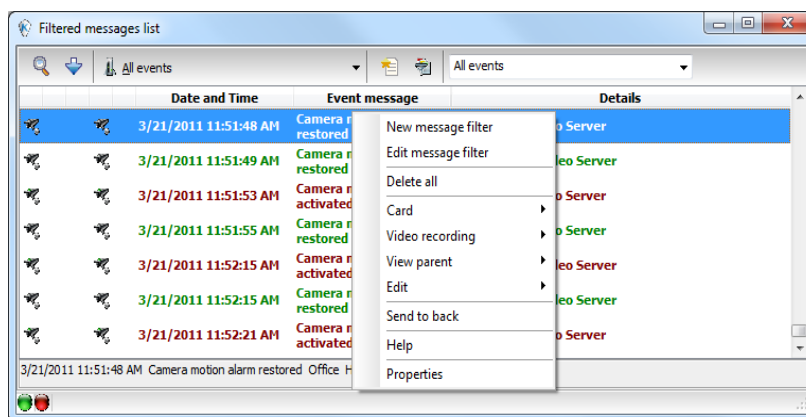 Filtered messages list
All events
All events
Date and Time Event message Details
3/21/2011 11:51:48 AM Camera
restored Server
3/21/2011 11:51:49 AM Camera
restored Server
3/21/2011 11:51:53 AM Camera
activated Server
3/21/2011 11:51:55 AM Camera
restored Server
3/21/2011 11:52:15 AM Camera
activated Server
3/21/2011 11:52:15 AM Camera
restored Server
3/21/2011 11:52:21 AM Camera
activated Server
New message filter
Edit message filter
Delete all
Card
Video recording
View parent
Edit
Send to back
Help
Properties
3/21/2011 11:51:48 AM Camera motion alarm restored Office H